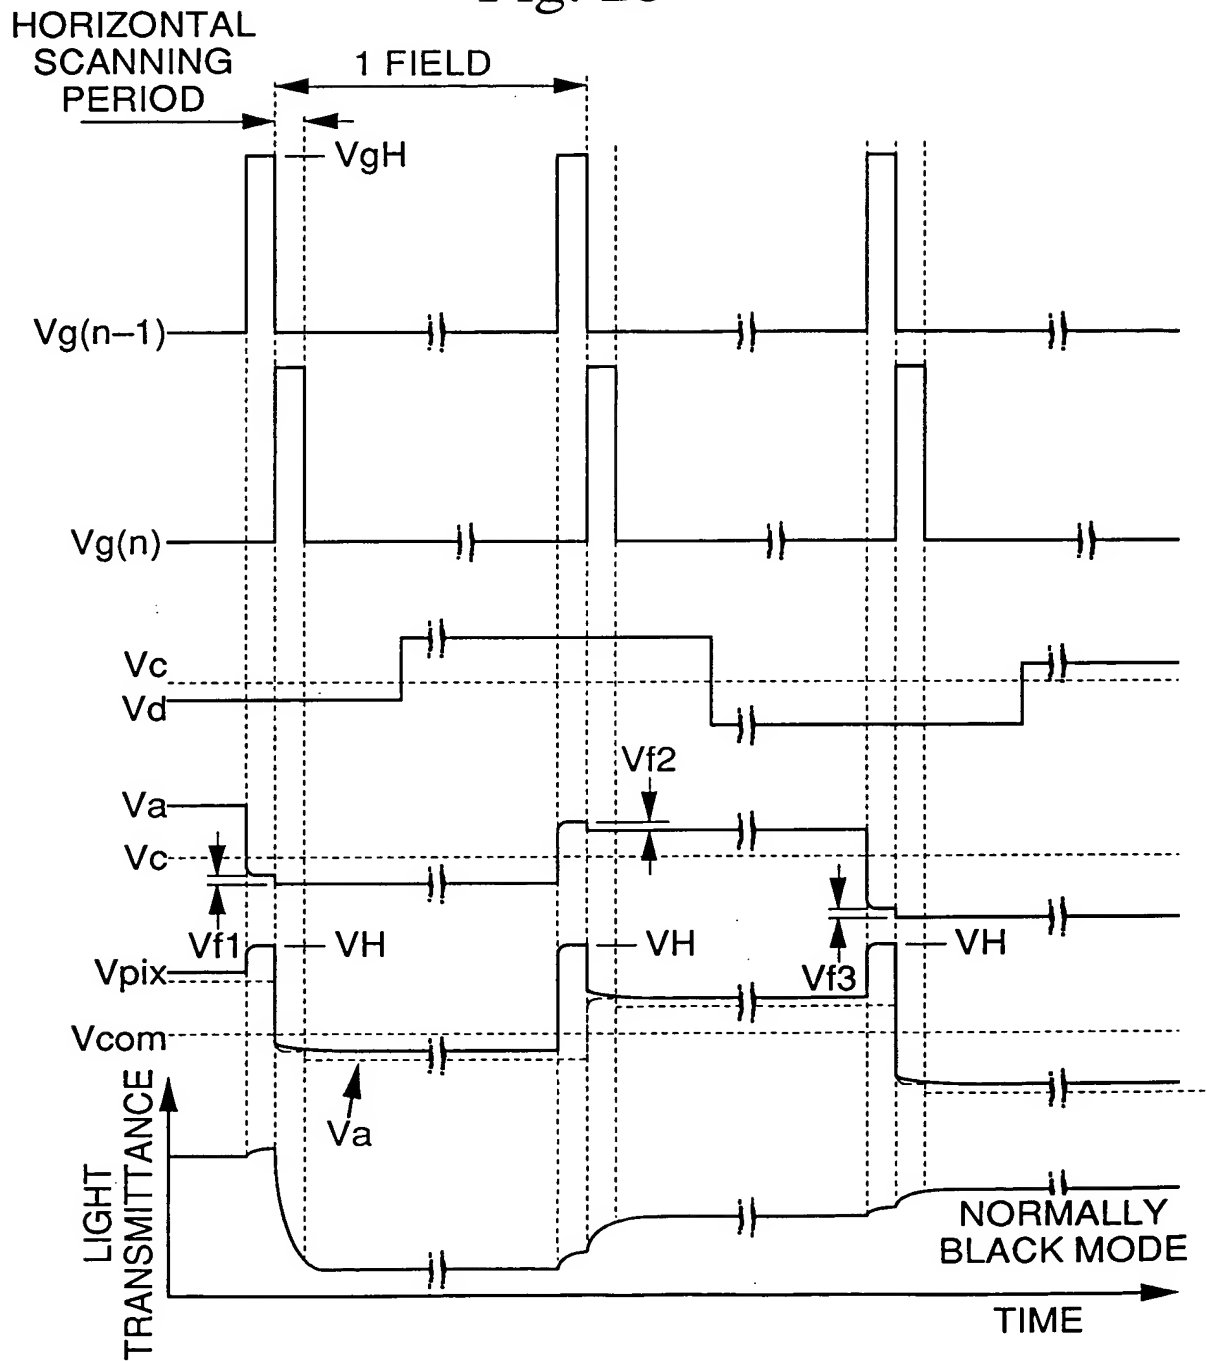 HORIZONTAL
SCANNING
PERIOD
1 FIELD
VgH
Vg(n–1)
Vg(n)
Vc
Vd
Vf2
Va
Vc
Vf1
VH
VH
VH
Vf3
Vpix
Vcom
Va
LIGHT
TRANSMITTANCE
NORMALLY
BLACK MODE
TIME